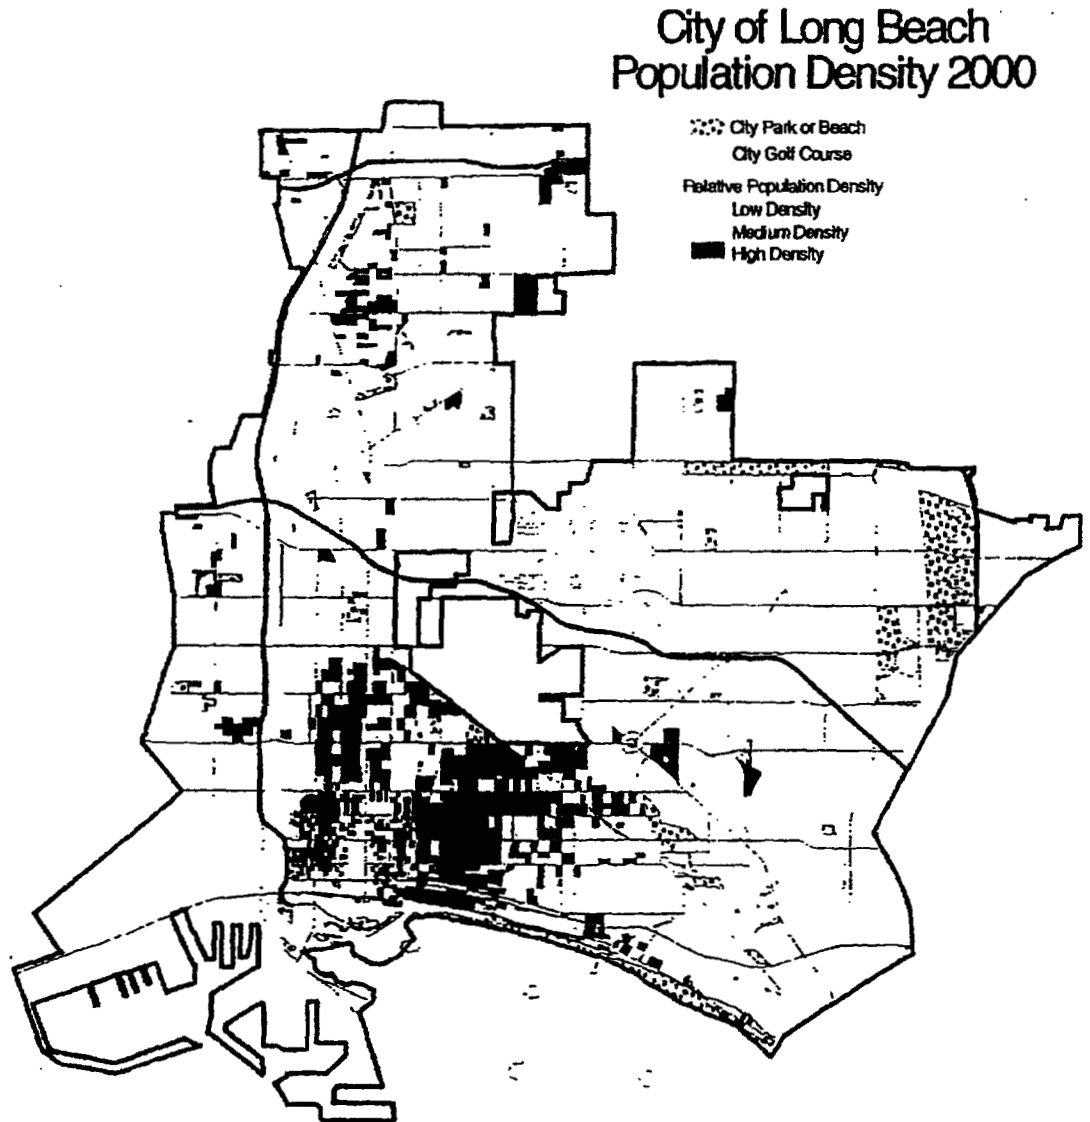 City of Long Beach
Population Density 2000
City Park or Beach
City Golf Course
Relative Population Density
Low Density
Medium Density
High Density